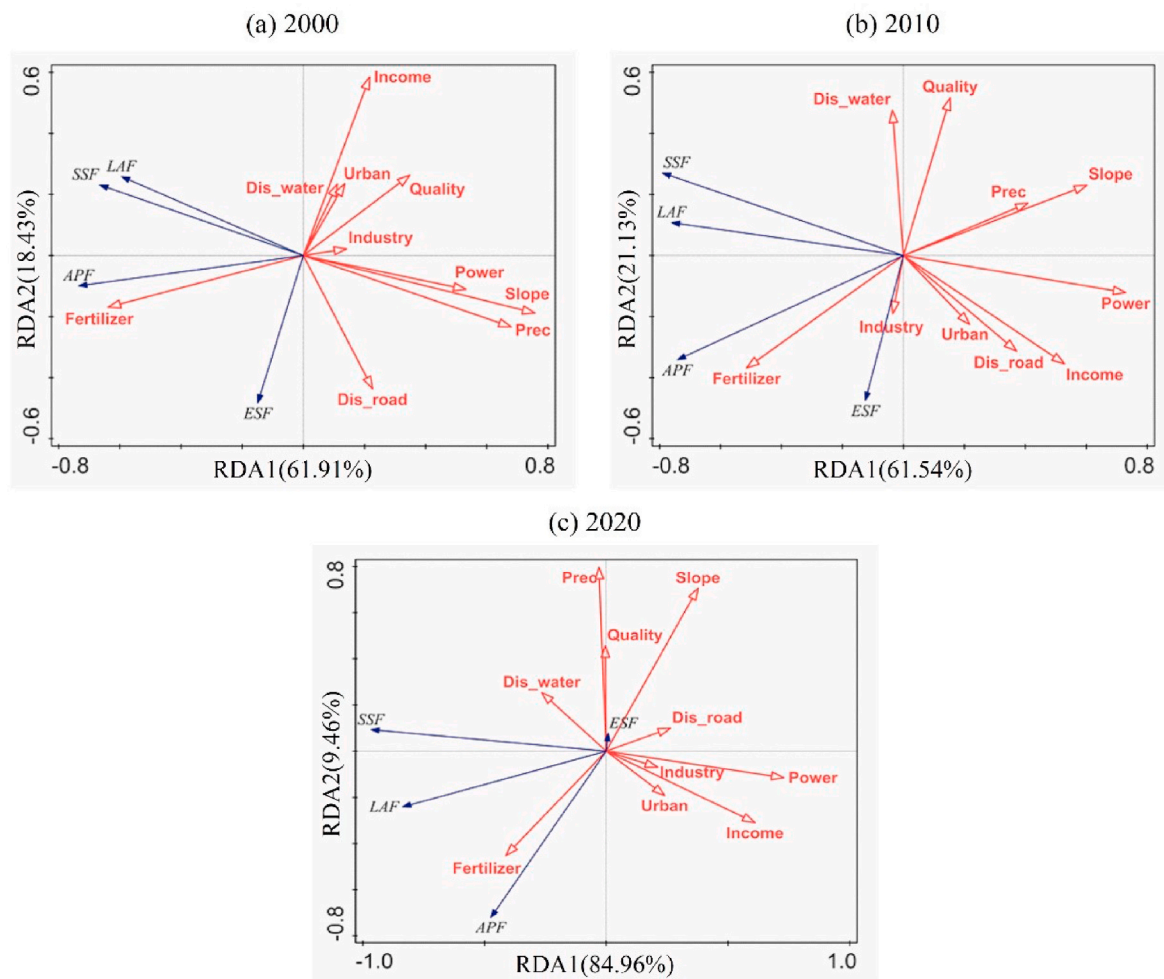 (a) 2000
0.6
Income
LAF
SSF
Dis_water
Urban
Quality
Industry
APF
Power
Slope
Fertilizer
Prec
ESF
Dis_road
RDA2(18.43%)
-0.6
-0.8
RDA1(61.91%)
0.8
(b) 2010
0.6
Dis_water
Quality
SSF
Prec
Slope
LAF
Power
Industry
Urban
APF
Fertilizer
Dis_road
Income
ESF
RDA2(21.13%)
-0.6
-0.8
RDA1(61.54%)
0.8
(c) 2020
0.8
Prec
Slope
Quality
Dis_water
SSF
ESF
Dis_road
Industry
Power
LAF
Urban
Income
Fertilizer
APF
RDA2(9.46%)
-0.8
-1.0
RDA1(84.96%)
1.0